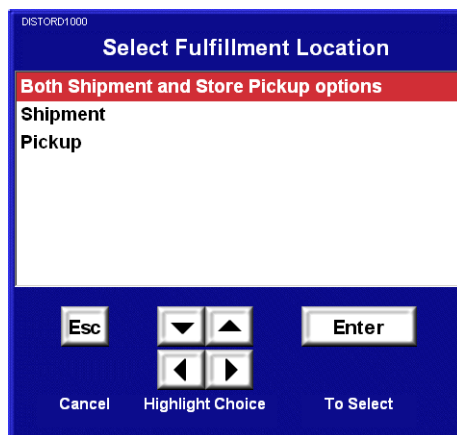 DISTORD1000
Select Fulfillment Location
Both Shipment and Store Pickup options
Shipment
Pickup
Esc
Enter
Cancel Highlight Choice To Select